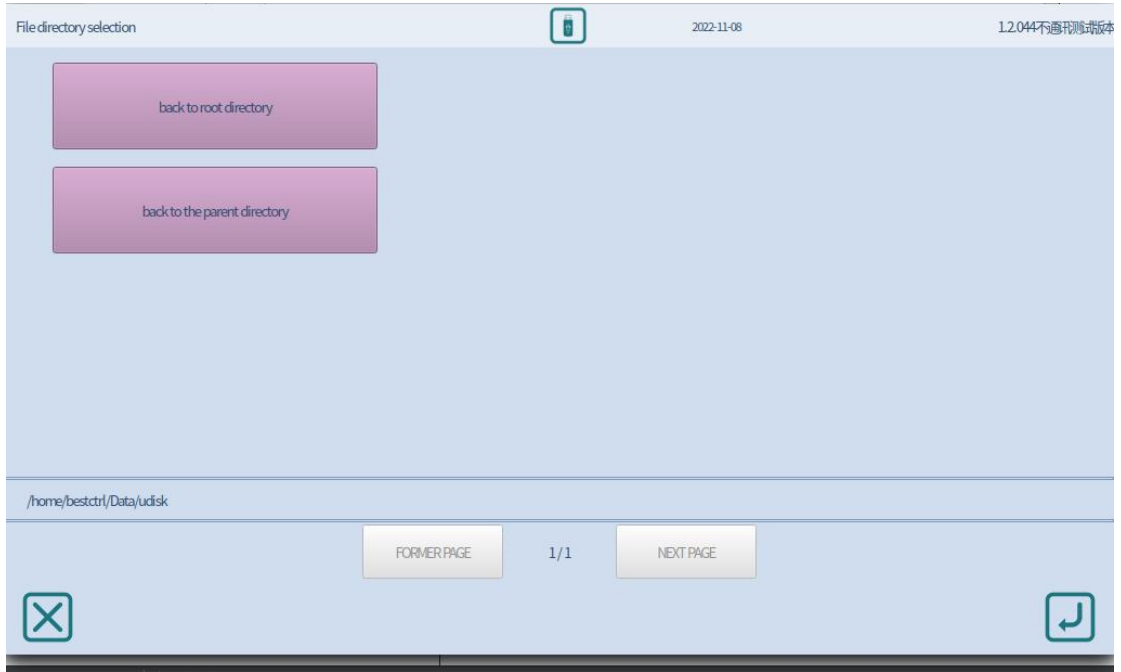 File directory selection
2022-11-08
1.2.044不通讯测试版本
back to root directory
back to the parent directory
/home/bestctrl/Data/udisk
FORMER PAGE
1/1
NEXT PAGE